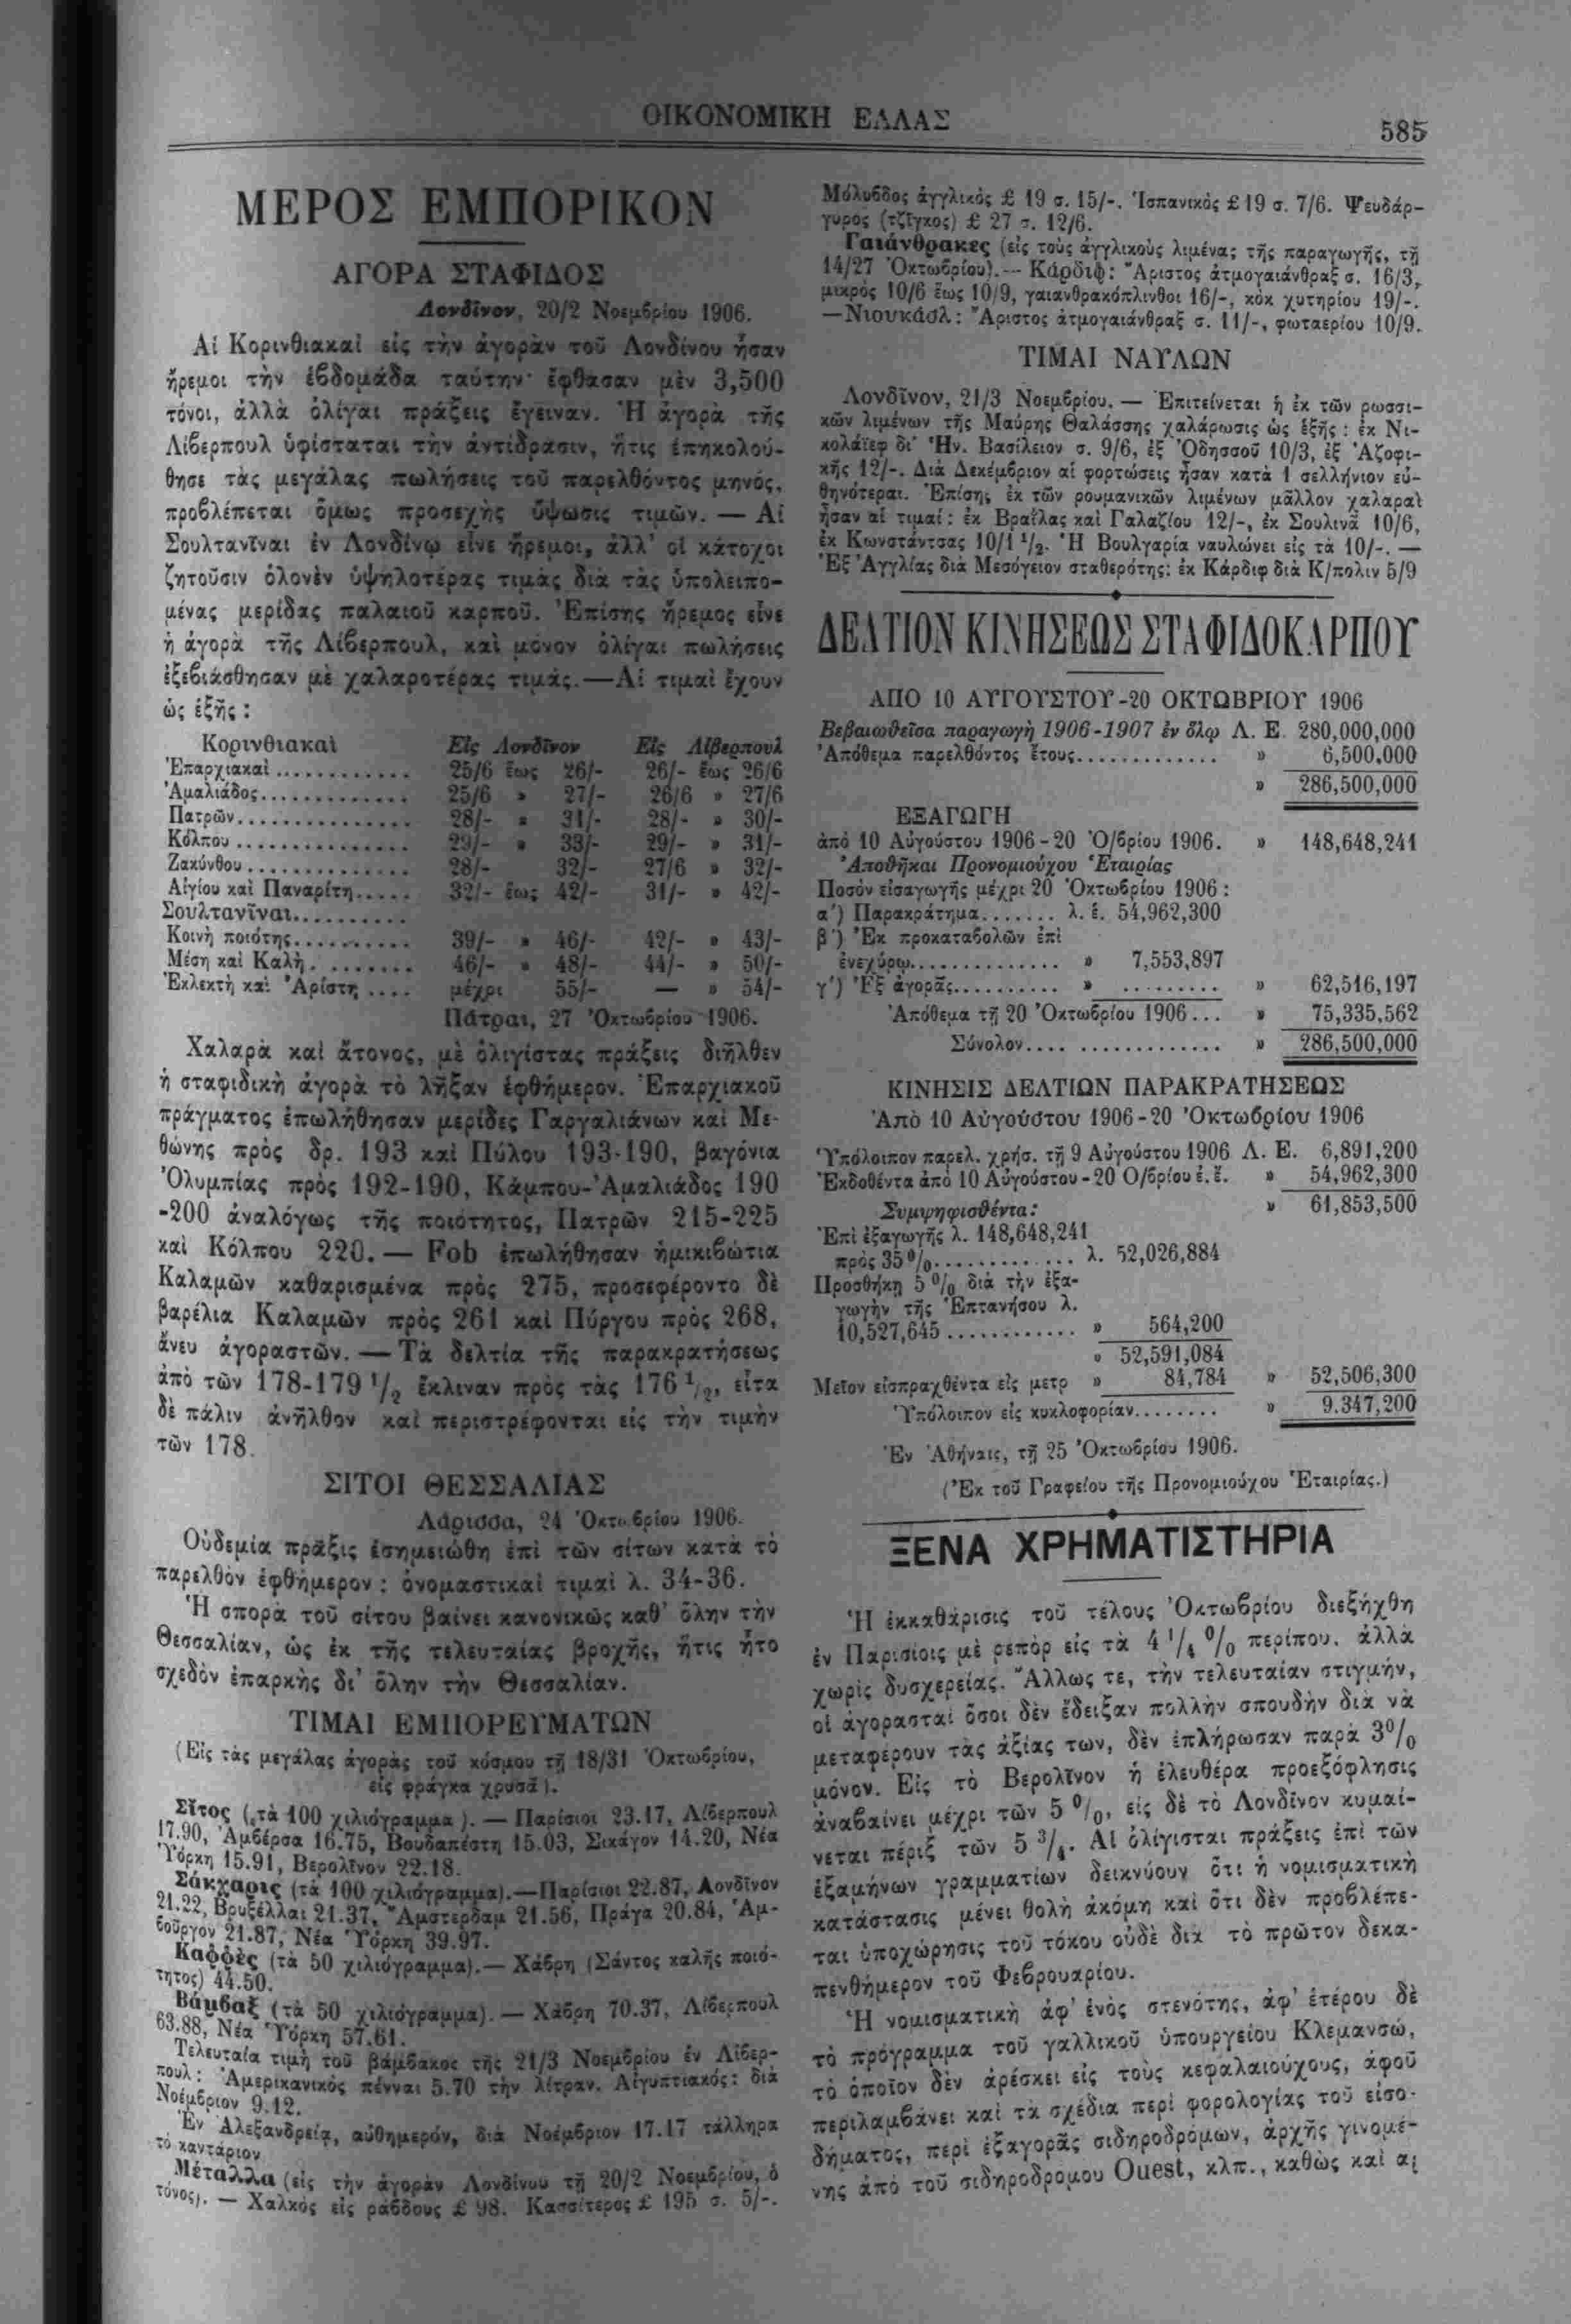 ΟΙΚΟΝΟΜΙΚΗ ΕΛΛΑΣ
585
ΜΕΡΟΣ ΕΜΠΟΡΙΚΟΝ
ΑΓΟΡΑ ΣΤΑΦΙΔΟΣ
Λονδῖνον, 20/2 Νοεμβρίου 1906.
Αἱ Κορινθιακαὶ εἰς τὴν ἀγορὰν τοῦ Λονδίνου ἦσαν
ἤρεμοι τὴν ἑβδομάδα ταύτην· ἔφθασαν μὲν 3,500
τόνοι, ἀλλὰ ὀλίγαι πράξεις ἔγειναν. Ἡ ἀγορὰ τῆς
Λίβερπουλ ὑφίσταται τὴν ἀντίδρασιν, ἥτις ἐπηκολού-
θησε τὰς μεγάλας πωλήσεις τοῦ παρελθόντος μηνός,
προβλέπεται ὅμως προσεχὴς ὕψωσις τιμῶν. — Αἱ
Σουλτανῖναι ἐν Λονδίνῳ εἶνε ἤρεμοι, ἀλλ' οἱ κάτοχοι
ζητοῦσιν ὁλονὲν ὑψηλοτέρας τιμὰς διὰ τὰς ὑπολειπο-
μένας μερίδας παλαιοῦ καρποῦ. Ἐπίσης ἤρεμος εἶνε
ἡ ἀγορὰ τῆς Λίβερπουλ, καὶ μόνον ὀλίγαι πωλήσεις
ἐξεβιάσθησαν μὲ χαλαροτέρας τιμάς.—Αἱ τιμαὶ ἔχουν
ὡς ἑξῆς :
Κορινθιακαὶ Εἰς Λονδῖνον Εἰς Λίβερπουλ
Ἐπαρχιακαὶ............ 25/6 ἕως 26/- 26/- ἕως 26/6
Ἀμαλιάδος............ 25/6 » 27/- 26/6 » 27/6
Πατρῶν............ 28/- » 31/- 28/- » 30/-
Κόλπου............ 29/- » 33/- 29/- » 31/-
Ζακύνθου............ 28/- 32/- 27/6 » 32/-
Αἰγίου καὶ Παναρίτη..... 32/- ἕως 42/- 31/- » 42/-
Σουλτανῖναι..........
Κοινὴ ποιότης.......... 39/- » 46/- 42/- » 43/-
Μέση καὶ Καλὴ........ 46/- » 48/- 44/- » 50/-
Ἐκλεκτὴ καὶ Ἀρίστη.... μέχρι 55/- — » 54/-
Πάτραι, 27 Ὀκτωβρίου 1906.
Χαλαρὰ καὶ ἄτονος, μὲ ὀλιγίστας πράξεις διῆλθεν
ἡ σταφιδικὴ ἀγορὰ τὸ λῆξαν ἑφθήμερον. Ἐπαρχιακοῦ
πράγματος ἐπωλήθησαν μερίδες Γαργαλιάνων καὶ Με-
θώνης πρὸς δρ. 193 καὶ Πύλου 193-190, βαγόνια
Ὀλυμπίας πρὸς 192-190, Κάμπου-Ἀμαλιάδος 190
-200 ἀναλόγως τῆς ποιότητος, Πατρῶν 215-225
καὶ Κόλπου 220. — Fob ἐπωλήθησαν ἡμικιβώτια
Καλαμῶν καθαρισμένα πρὸς 275, προσεφέροντο δὲ
βαρέλια Καλαμῶν πρὸς 261 καὶ Πύργου πρὸς 268,
ἄνευ ἀγοραστῶν. — Τὰ δελτία τῆς παρακρατήσεως
ἀπὸ τῶν 178-179 1/2 ἔκλιναν πρὸς τὰς 176 1/2, εἶτα
δὲ πάλιν ἀνῆλθον καὶ περιστρέφονται εἰς τὴν τιμὴν
τῶν 178.
ΣΙΤΟΙ ΘΕΣΣΑΛΙΑΣ
Λάρισσα, 24 Ὀκτωβρίου 1906.
Οὐδεμία πρᾶξις ἐσημειώθη ἐπὶ τῶν σίτων κατὰ τὸ
παρελθὸν ἑφθήμερον : ὀνομαστικαὶ τιμαὶ λ. 34-36.
Ἡ σπορὰ τοῦ σίτου βαίνει κανονικῶς καθ' ὅλην τὴν
Θεσσαλίαν, ὡς ἐκ τῆς τελευταίας βροχῆς, ἥτις ἦτο
σχεδὸν ἐπαρκὴς δι' ὅλην τὴν Θεσσαλίαν.
ΤΙΜΑΙ ΕΜΠΟΡΕΥΜΑΤΩΝ
(Εἰς τὰς μεγάλας ἀγορὰς τοῦ κόσμου τῇ 18/31 Ὀκτωβρίου,
εἰς φράγκα χρυσᾶ).
Σῖτος (τὰ 100 χιλιόγραμμα). — Παρίσιοι 23.17, Λίβερπουλ
17.90, Ἀμβέρσα 16.75, Βουδαπέστη 15.03, Σικάγον 14.20, Νέα
Ὑόρκη 15.91, Βερολῖνον 22.18.
Σάκχαρις (τὰ 100 χιλιόγραμμα).—Παρίσιοι 22.87, Λονδῖνον
21.22, Βρυξέλλαι 21.37, Ἀμστερδαμ 21.56, Πράγα 20.84, Ἁμ-
βοῦργον 21.87, Νέα Ὑόρκη 39.97.
Καφφὲς (τὰ 50 χιλιόγραμμα).— Χάβρη (Σάντος καλῆς ποιό-
τητος) 44.50.
Βάμβαξ (τὰ 50 χιλιόγραμμα). — Χάβρη 70.37, Λίβερπουλ
63.88, Νέα Ὑόρκη 57.61.
Τελευταία τιμὴ τοῦ βάμβακος τῆς 21/3 Νοεμβρίου ἐν Λίβερ-
πουλ : Ἀμερικανικὸς πένναι 5.70 τὴν λίτραν. Αἰγυπτιακός : διὰ
Νοέμβριον 9.12.
Ἐν Ἀλεξανδρείᾳ, αὐθημερόν, διὰ Νοέμβριον 17.17 τάλληρα
τὸ καντάριον
Μέταλλα (εἰς τὴν ἀγορὰν Λονδίνου τῇ 20/2 Νοεμβρίου, ὁ
τόνος). — Χαλκὸς εἰς ράβδους £ 98. Κασσίτερος £ 195 σ. 5/-.
Μόλυβδος ἀγγλικὸς £ 19 σ. 15/-. Ἱσπανικὸς £ 19 σ. 7/6. Ψευδάρ-
γυρος (τζῖγκος) £ 27 σ. 12/6.
Γαιάνθρακες (εἰς τοὺς ἀγγλικοὺς λιμένας τῆς παραγωγῆς, τῇ
14/27 Ὀκτωβρίου).— Κάρδιφ: Ἄριστος ἀτμογαιάνθραξ σ. 16/3,
μικρὸς 10/6 ἕως 10/9, γαιανθρακόπλινθοι 16/-, κὸκ χυτηρίου 19/-.
—Νιουκάσλ: Ἄριστος ἀτμογαιάνθραξ σ. 11/-, φωταερίου 10/9.
ΤΙΜΑΙ ΝΑΥΛΩΝ
Λονδῖνον, 21/3 Νοεμβρίου. — Ἐπιτείνεται ἡ ἐκ τῶν ρωσσι-
κῶν λιμένων τῆς Μαύρης Θαλάσσης χαλάρωσις ὡς ἑξῆς : ἐκ Νι-
κολάϊεφ δι' Ἡν. Βασίλειον σ. 9/6, ἐξ Ὀδησσοῦ 10/3, ἐξ Ἀζοφι-
κῆς 12/-. Διὰ Δεκέμβριον αἱ φορτώσεις ἦσαν κατὰ 1 σελλήνιον εὐ-
θηνότεραι. Ἐπίσης ἐκ τῶν ρουμανικῶν λιμένων μᾶλλον χαλαραὶ
ἦσαν αἱ τιμαί : ἐκ Βραΐλας καὶ Γαλαζίου 12/-, ἐκ Σουλινᾶ 10/6,
ἐκ Κωνστάντσας 10/1 1/2. Ἡ Βουλγαρία ναυλώνει εἰς τὰ 10/-. —
Ἐξ Ἀγγλίας διὰ Μεσόγειον σταθερότης: ἐκ Κάρδιφ διὰ Κ/πολιν 5/9
ΔΕΛΤΙΟΝ ΚΙΝΗΣΕΩΣ ΣΤΑΦΙΔΟΚΑΡΠΟΥ
ΑΠΟ 10 ΑΥΓΟΥΣΤΟΥ-20 ΟΚΤΩΒΡΙΟΥ 1906
Βεβαιωθεῖσα παραγωγὴ 1906-1907 ἐν ὅλῳ Λ. Ε. 280,000,000
Ἀπόθεμα παρελθόντος ἔτους............. » 6,500,000
» 286,500,000
ΕΞΑΓΩΓΗ
ἀπὸ 10 Αὐγούστου 1906-20 Ὀ/βρίου 1906. » 148,648,241
Ἀποθῆκαι Προνομιούχου Ἑταιρίας
Ποσὸν εἰσαγωγῆς μέχρι 20 Ὀκτωβρίου 1906 :
α') Παρακράτημα....... λ. ἑ. 54,962,300
β') Ἐκ προκαταβολῶν ἐπὶ
ἐνεχύρῳ.............. » 7,553,897
γ') Ἐξ ἀγορᾶς.......... » ......... » 62,516,197
Ἀπόθεμα τῇ 20 Ὀκτωβρίου 1906... » 75,335,562
Σύνολον.................. » 286,500,000
ΚΙΝΗΣΙΣ ΔΕΛΤΙΩΝ ΠΑΡΑΚΡΑΤΗΣΕΩΣ
Ἀπὸ 10 Αὐγούστου 1906-20 Ὀκτωβρίου 1906
Ὑπόλοιπον παρελ. χρήσ. τῇ 9 Αὐγούστου 1906 Λ. Ε. 6,891,200
Ἐκδοθέντα ἀπὸ 10 Αὐγούστου-20 Ο/βρίου ἐ. ἔ. » 54,962,300
Συμψηφισθέντα: » 61,853,500
Ἐπὶ ἐξαγωγῆς λ. 148,648,241
πρὸς 35 0/0.............. λ. 52,026,884
Προσθήκη 5 0/0 διὰ τὴν ἐξα-
γωγὴν τῆς Ἑπτανήσου λ.
10,527,645............ » 564,200
» 52,591,084
Μεῖον εἰσπραχθέντα εἰς μετρ » 84,784 » 52,506,300
Ὑπόλοιπον εἰς κυκλοφορίαν........ » 9.347,200
Ἐν Ἀθήναις, τῇ 25 Ὀκτωβρίου 1906.
(Ἐκ τοῦ Γραφείου τῆς Προνομιούχου Ἑταιρίας.)
ΞΕΝΑ ΧΡΗΜΑΤΙΣΤΗΡΙΑ
Ἡ ἐκκαθάρισις τοῦ τέλους Ὀκτωβρίου διεξήχθη
ἐν Παρισίοις μὲ ρεπὸρ εἰς τὰ 4 1/4 0/0 περίπου, ἀλλὰ
χωρὶς δυσχερείας. Ἄλλως τε, τὴν τελευταίαν στιγμήν,
οἱ ἀγορασταὶ ὅσοι δὲν ἔδειξαν πολλὴν σπουδὴν διὰ νὰ
μεταφέρουν τὰς ἀξίας των, δὲν ἐπλήρωσαν παρὰ 3 0/0
μόνον. Εἰς τὸ Βερολῖνον ἡ ἐλευθέρα προεξόφλησις
ἀναβαίνει μέχρι τῶν 5 0/0, εἰς δὲ τὸ Λονδῖνον κυμαί-
νεται πέριξ τῶν 5 3/4. Αἱ ὀλίγισται πράξεις ἐπὶ τῶν
ἑξαμήνων γραμματίων δεικνύουν ὅτι ἡ νομισματικὴ
κατάστασις μένει θολὴ ἀκόμη καὶ ὅτι δὲν προβλέπε-
ται ὑποχώρησις τοῦ τόκου οὐδὲ διὰ τὸ πρῶτον δεκα-
πενθήμερον τοῦ Φεβρουαρίου.
Ἡ νομισματικὴ ἀφ' ἑνὸς στενότης, ἀφ' ἑτέρου δὲ
τὸ πρόγραμμα τοῦ γαλλικοῦ ὑπουργείου Κλεμανσώ,
τὸ ὁποῖον δὲν ἀρέσκει εἰς τοὺς κεφαλαιούχους, ἀφοῦ
περιλαμβάνει καὶ τὰ σχέδια περὶ φορολογίας τοῦ εἰσο-
δήματος, περὶ ἐξαγορᾶς σιδηροδρόμων, ἀρχῆς γινομέ-
νης ἀπὸ τοῦ σιδηροδρόμου Ouest, κλπ., καθὼς καὶ αἱ